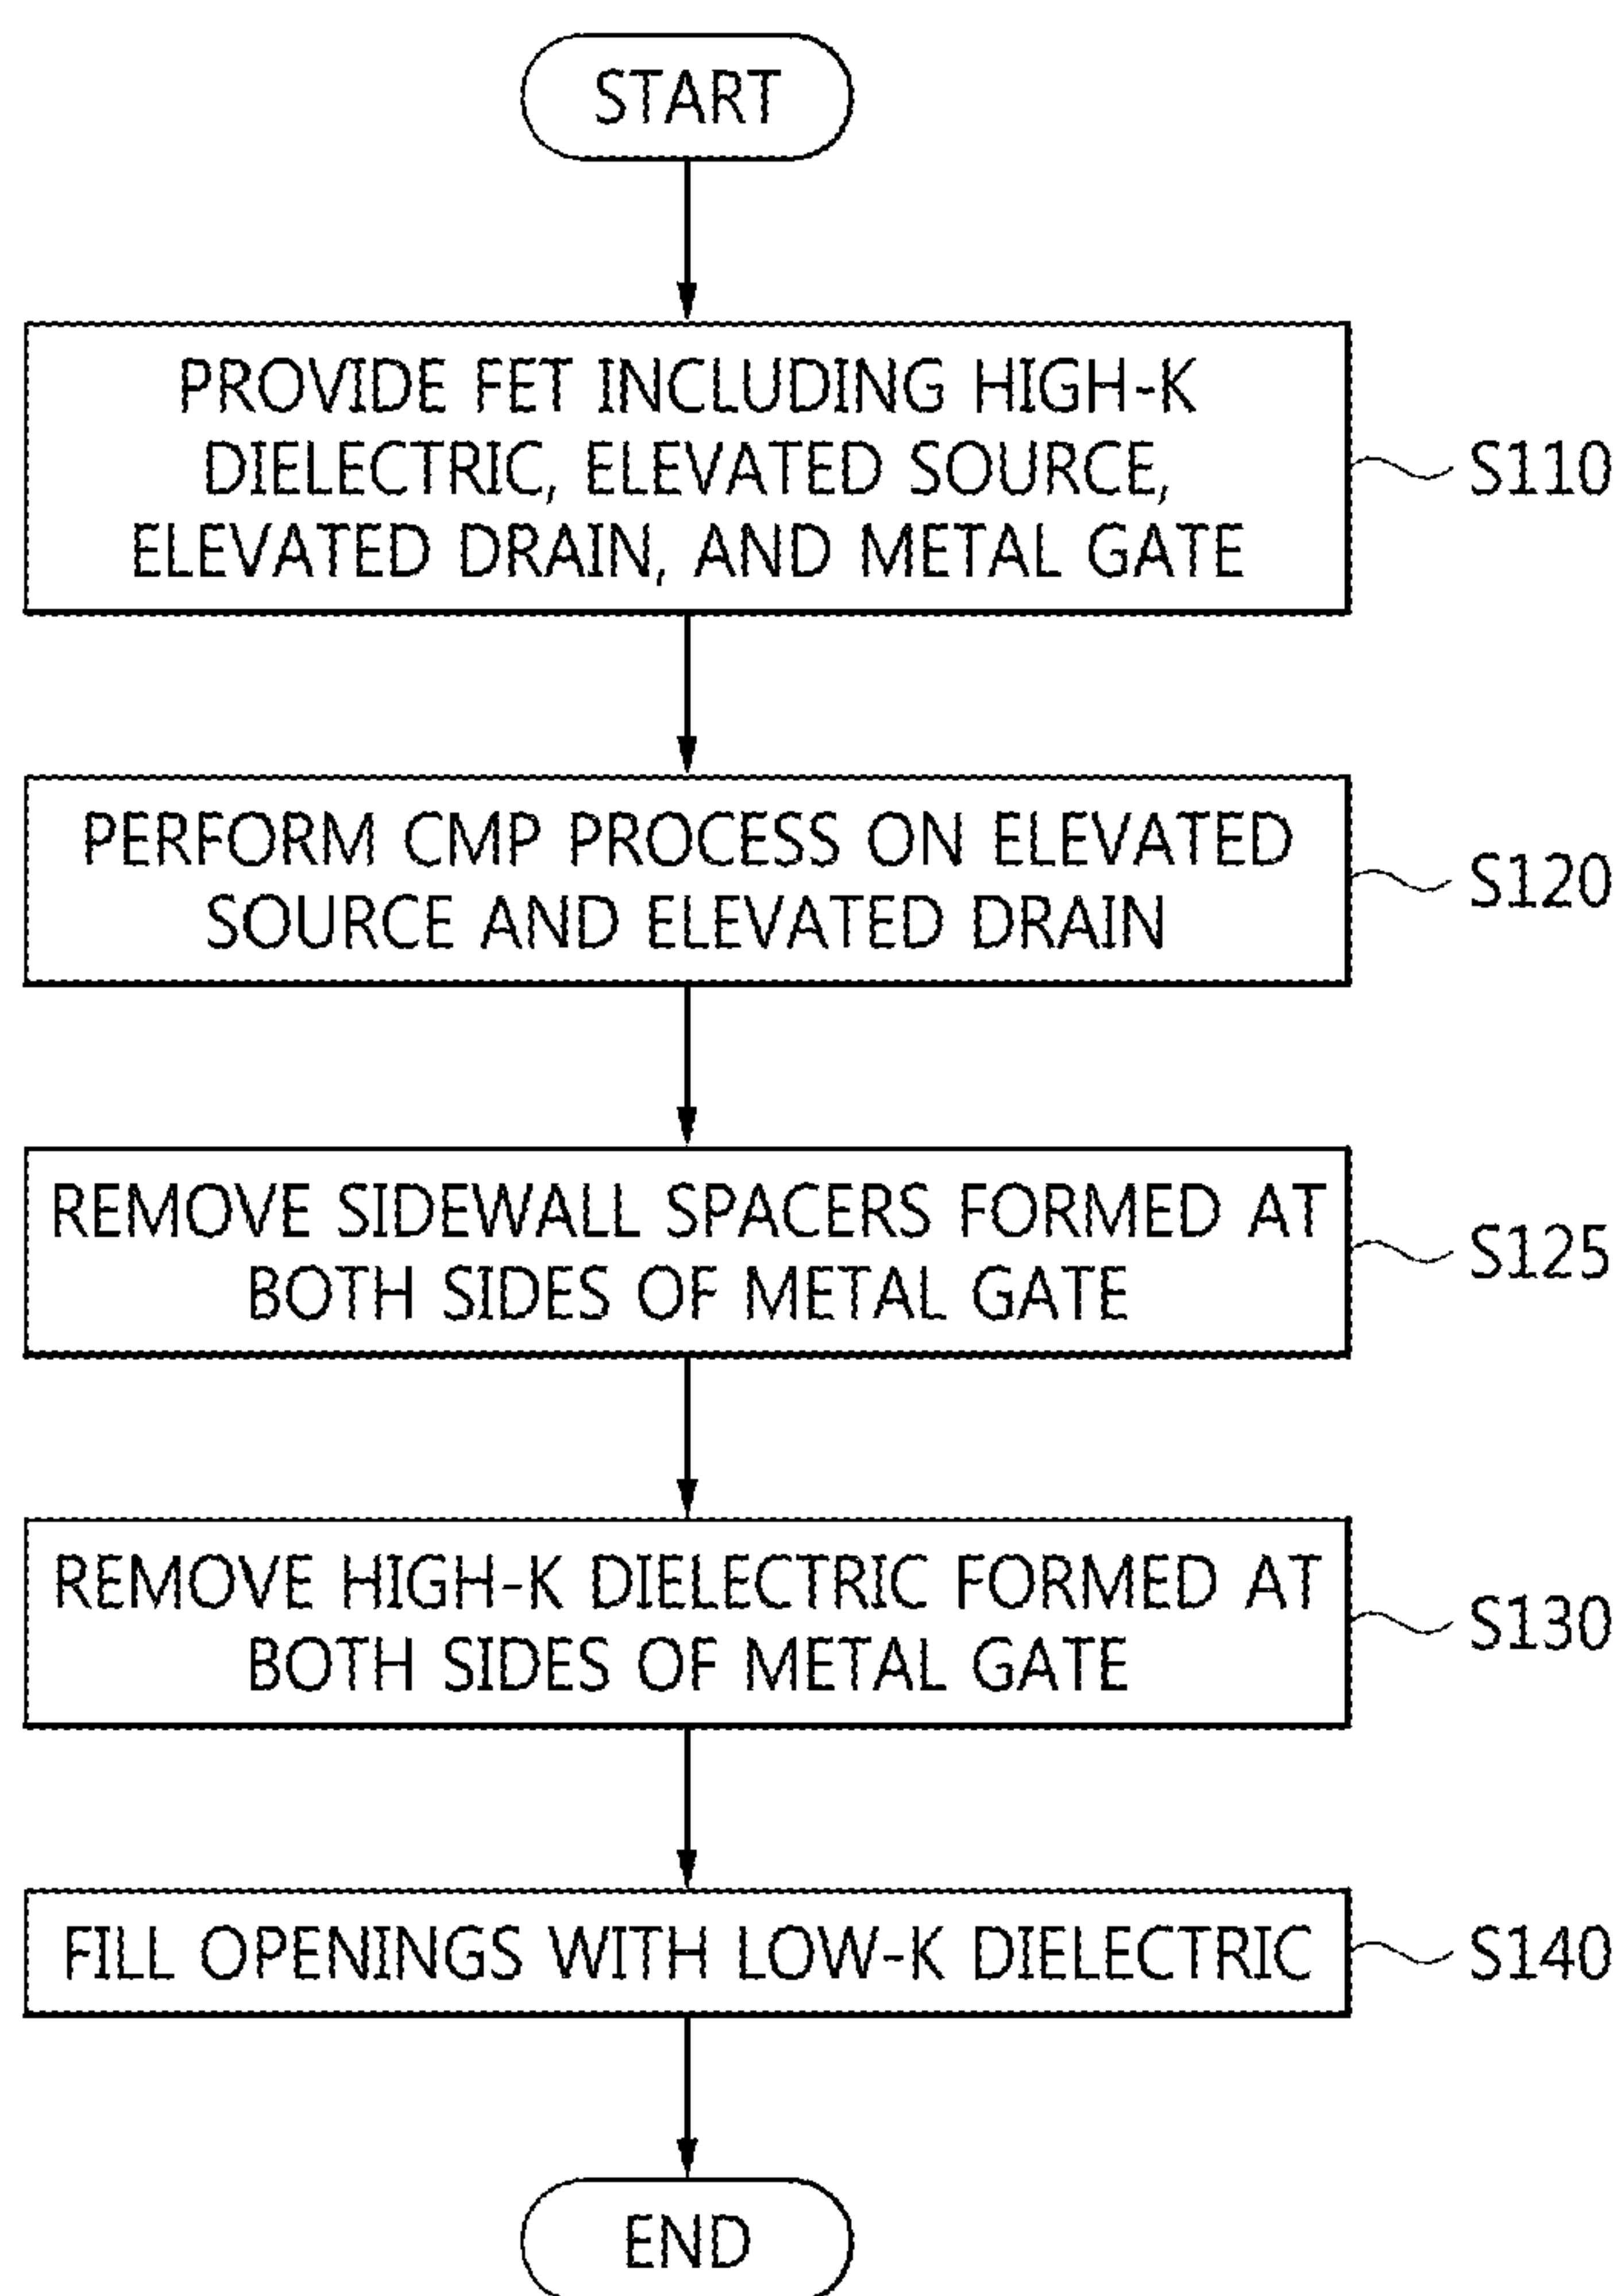 START
PROVIDE FET INCLUDING HIGH-K
DIELECTRIC, ELEVATED SOURCE,
ELEVATED DRAIN, AND METAL GATE
S110
PERFORM CMP PROCESS ON ELEVATED
SOURCE AND ELEVATED DRAIN
S120
REMOVE SIDEWALL SPACERS FORMED AT
BOTH SIDES OF METAL GATE
S125
REMOVE HIGH-K DIELECTRIC FORMED AT
BOTH SIDES OF METAL GATE
S130
FILL OPENINGS WITH LOW-K DIELECTRIC
S140
END